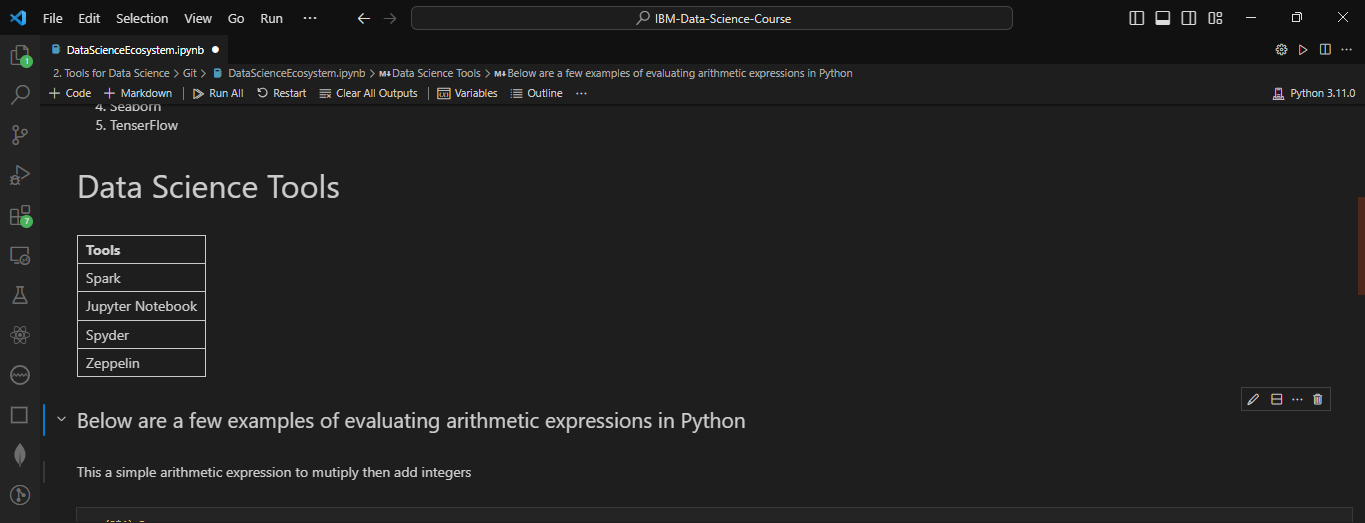 File Edit Selection View Go Run ··· IBM-Data-Science-Course
1
DataScienceEcosystem.ipynb
2. Tools for Data Science > Git > DataScienceEcosystem.ipynb > M↓Data Science Tools > M↓Below are a few examples of evaluating arithmetic expressions in Python
+ Code + Markdown | Run All Restart Clear All Outputs | Variables Outline ··· Python 3.11.0
4. Seaborn
5. TenserFlow
Data Science Tools
7
Tools
Spark
Jupyter Notebook
Spyder
Zeppelin
Below are a few examples of evaluating arithmetic expressions in Python
This a simple arithmetic expression to mutiply then add integers